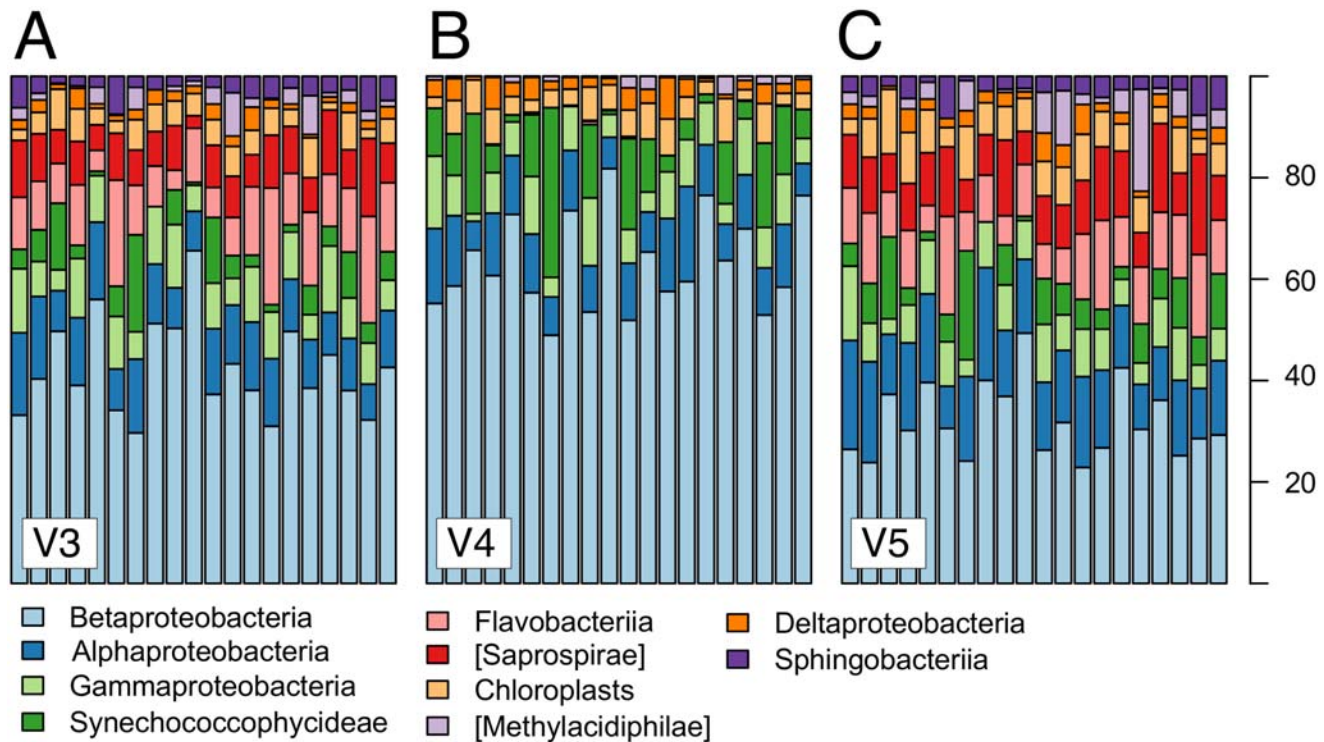 A B C
80
60
40
20
V3 V4 V5
Betaproteobacteria
Alphaproteobacteria
Gammaproteobacteria
Synechococcophycideae
Flavobacteriia
[Saprospirae]
Chloroplasts
[Methylacidiphilae]
Deltaproteobacteria
Sphingobacteriia